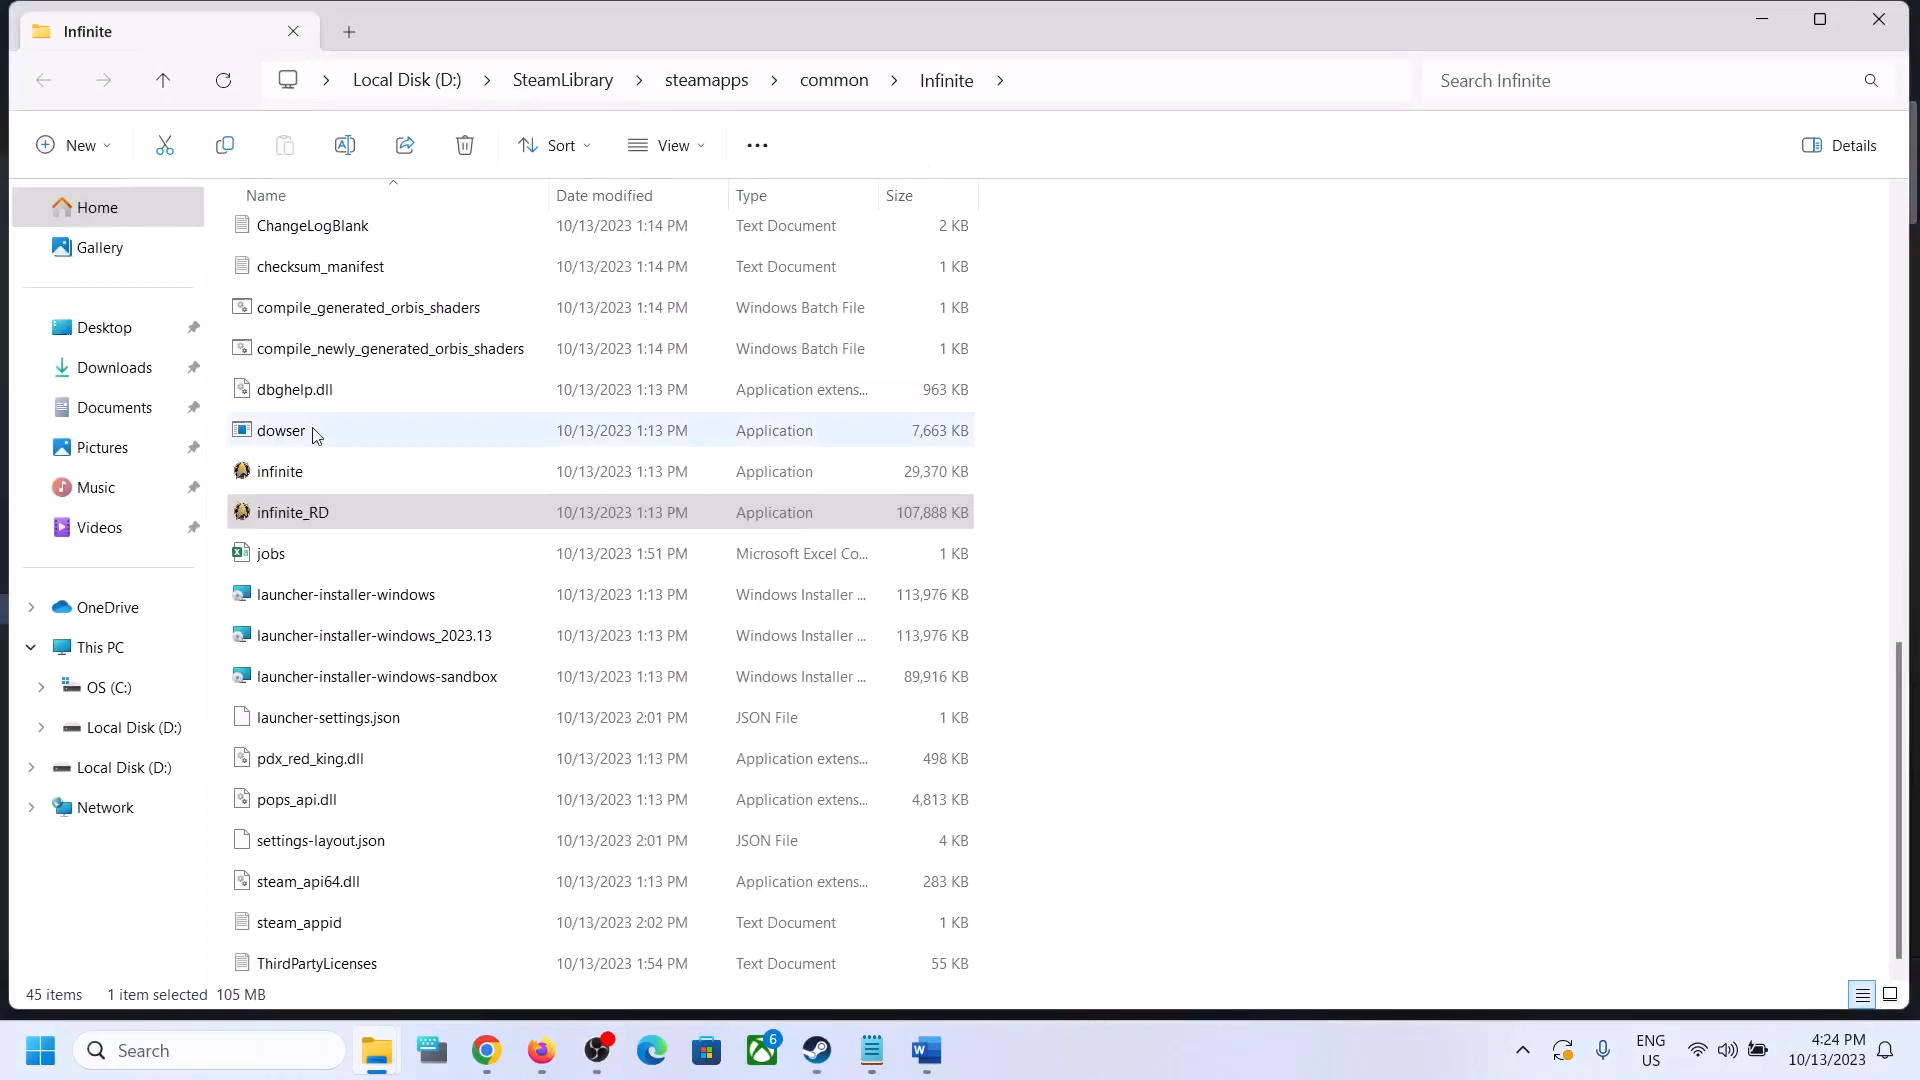 Infinite
Local Disk (D:) SteamLibrary steamapps common Infinite Search Infinite
New Sort View Details
Name Date modified Type Size
Home
Gallery
Desktop
Downloads
Documents
Pictures
Music
Videos
OneDrive
This PC
OS (C:)
Local Disk (D:)
Local Disk (D:)
Network
ChangeLogBlank 10/13/2023 1:14 PM Text Document 2 KB
checksum_manifest 10/13/2023 1:14 PM Text Document 1 KB
compile_generated_orbis_shaders 10/13/2023 1:14 PM Windows Batch File 1 KB
compile_newly_generated_orbis_shaders 10/13/2023 1:14 PM Windows Batch File 1 KB
dbghelp.dll 10/13/2023 1:13 PM Application extens... 963 KB
dowser 10/13/2023 1:13 PM Application 7,663 KB
infinite 10/13/2023 1:13 PM Application 29,370 KB
infinite_RD 10/13/2023 1:13 PM Application 107,888 KB
jobs 10/13/2023 1:51 PM Microsoft Excel Co... 1 KB
launcher-installer-windows 10/13/2023 1:13 PM Windows Installer ... 113,976 KB
launcher-installer-windows_2023.13 10/13/2023 1:13 PM Windows Installer ... 113,976 KB
launcher-installer-windows-sandbox 10/13/2023 1:13 PM Windows Installer ... 89,916 KB
launcher-settings.json 10/13/2023 2:01 PM JSON File 1 KB
pdx_red_king.dll 10/13/2023 1:13 PM Application extens... 498 KB
pops_api.dll 10/13/2023 1:13 PM Application extens... 4,813 KB
settings-layout.json 10/13/2023 2:01 PM JSON File 4 KB
steam_api64.dll 10/13/2023 1:13 PM Application extens... 283 KB
steam_appid 10/13/2023 2:02 PM Text Document 1 KB
ThirdPartyLicenses 10/13/2023 1:54 PM Text Document 55 KB
45 items 1 item selected 105 MB
Search 6 ENG US 4:24 PM
10/13/2023